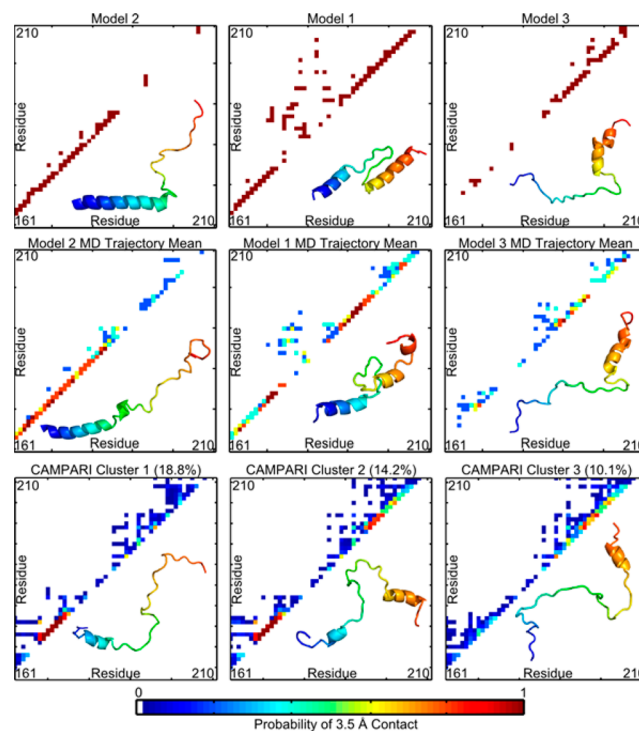 Model 2 Model 1 Model 3
210 210 210
Residue Residue Residue
161 Residue 210 161 Residue 210 161 Residue 210
Model 2 MD Trajectory Mean Model 1 MD Trajectory Mean Model 3 MD Trajectory Mean
210 210 210
Residue Residue Residue
161 Residue 210 161 Residue 210 161 Residue 210
CAMPARI Cluster 1 (18.8%) CAMPARI Cluster 2 (14.2%) CAMPARI Cluster 3 (10.1%)
210 210 210
Residue Residue Residue
161 Residue 210 161 Residue 210 161 Residue 210
0 1
Probability of 3.5 Å Contact